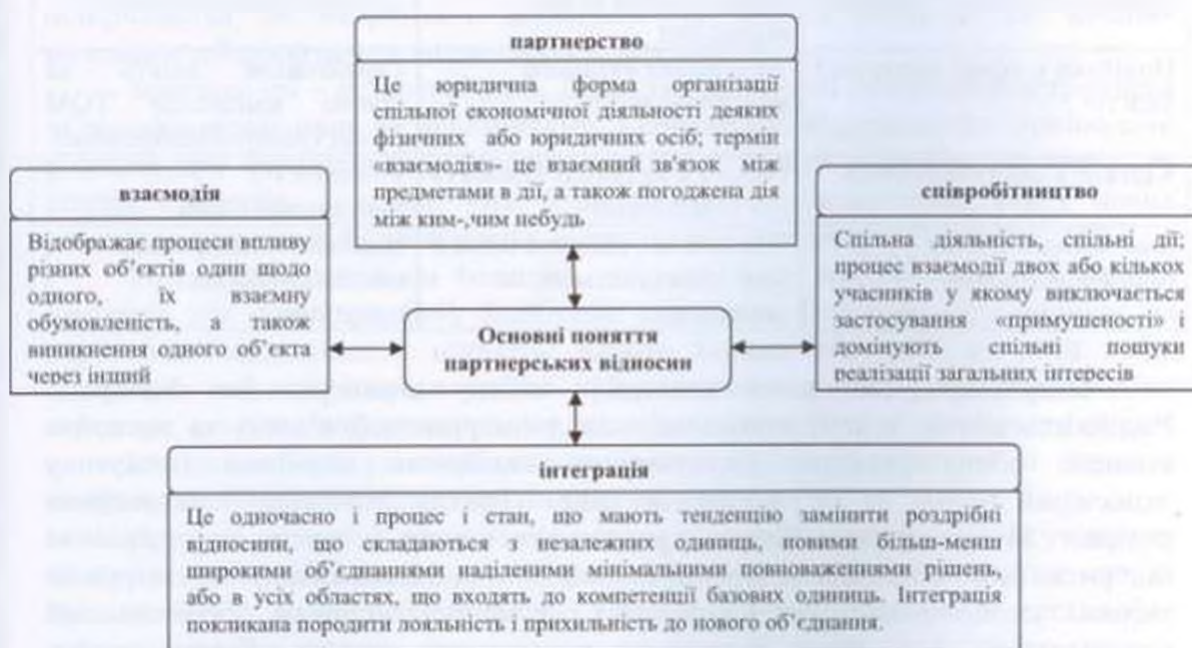 партнерство
Це юридична форма організації
спільної економічної діяльності деяких
фізичних або юридичних осіб; термін
«взаємодія»- це взаємний зв'язок між
предметами в дії, а також погоджена дія
між ким-,чим небудь
взаємодія
Відображає процеси впливу
різних об'єктів один щодо
одного, їх взаємну
обумовленість, а також
виникнення одного об'єкта
через інший
співробітництво
Спільна діяльність, спільні дії;
процес взаємодії двох або кількох
учасників у якому виключається
застосування «примушеності» і
домінують спільні пошуки
реалізації загальних інтересів
Основні поняття
партнерських відносин
інтеграція
Це одночасно і процес і стан, що мають тенденцію замінити роздрібні
відносини, що складаються з незалежних одиниць, новими більш-менш
широкими об'єднаннями наділеними мінімальними повноваженнями рішень,
або в усіх областях, що входять до компетенції базових одиниць. Інтеграція
покликана породити лояльність і прихильність до нового об'єднання.